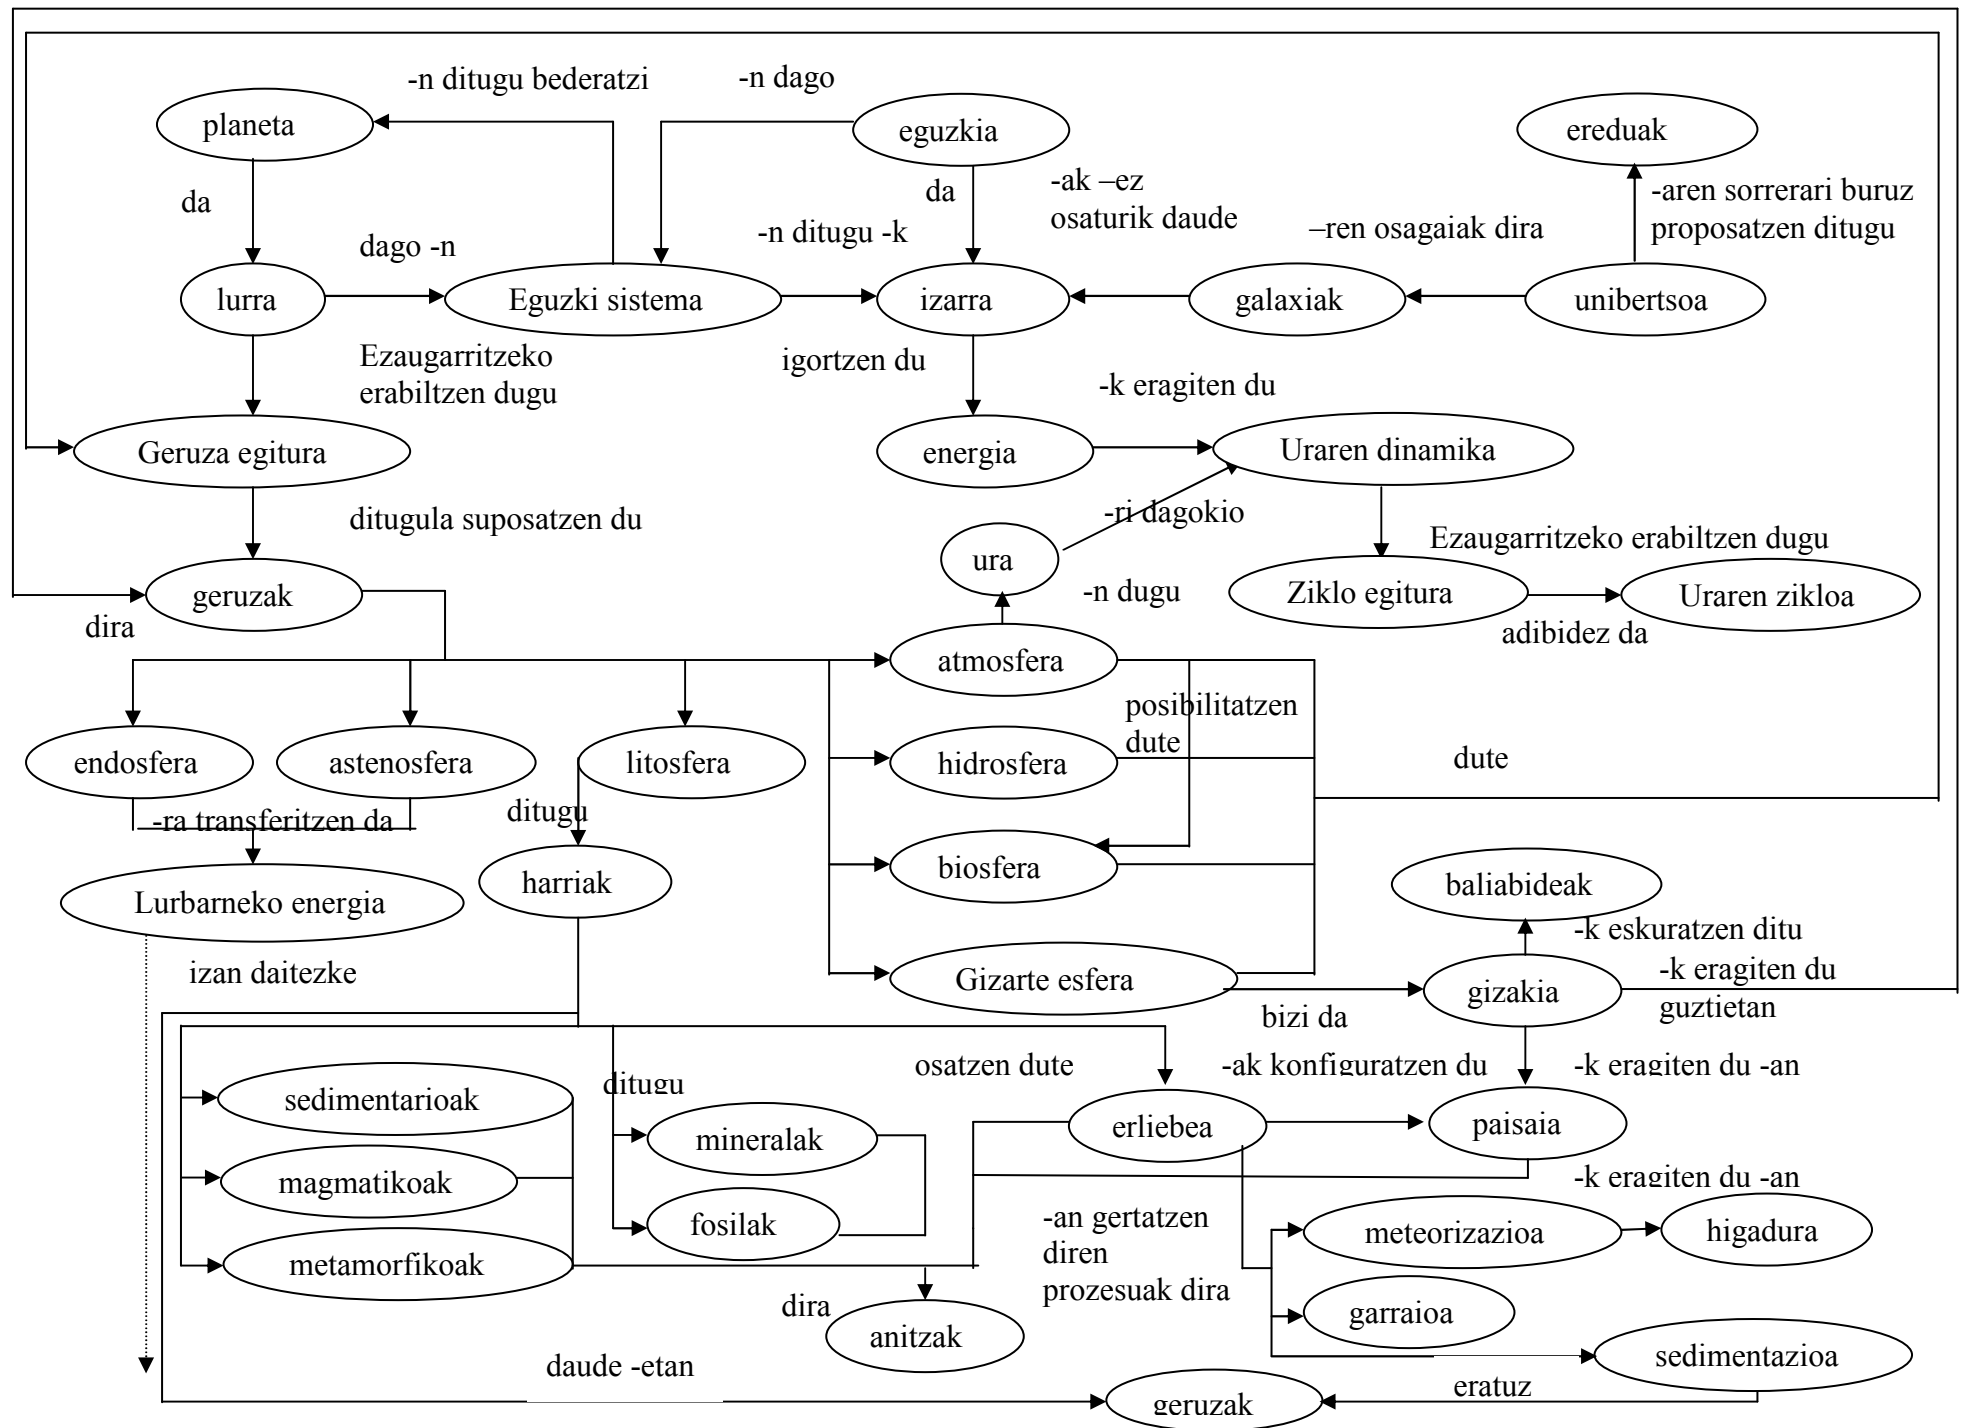 -n ditugu bederatzi
-n dago
planeta
eguzkia
ereduak
da
da
-ak –ez
osaturik daude
-aren sorrerari buruz
proposatzen ditugu
dago -n
-n ditugu -k
–ren osagaiak dira
lurra
Eguzki sistema
izarra
galaxiak
unibertsoa
Ezaugarritzeko
erabiltzen dugu
igortzen du
-k eragiten du
Geruza egitura
energia
Uraren dinamika
ditugula suposatzen du
-ri dagokio
Ezaugarritzeko erabiltzen dugu
ura
geruzak
-n dugu
Ziklo egitura
Uraren zikloa
dira
adibidez da
atmosfera
posibilitatzen
dute
endosfera
astenosfera
litosfera
hidrosfera
dute
-ra transferitzen da
ditugu
harriak
biosfera
baliabideak
Lurbarneko energia
-k eskuratzen ditu
izan daitezke
Gizarte esfera
gizakia
-k eragiten du
guztietan
bizi da
osatzen dute
-ak konfiguratzen du
-k eragiten du -an
sedimentarioak
ditugu
mineralak
erliebea
paisaia
magmatikoak
-k eragiten du -an
fosilak
-an gertatzen
diren
prozesuak dira
meteorizazioa
higadura
metamorfikoak
dira
anitzak
garraioa
daude -etan
sedimentazioa
eratuz
geruzak